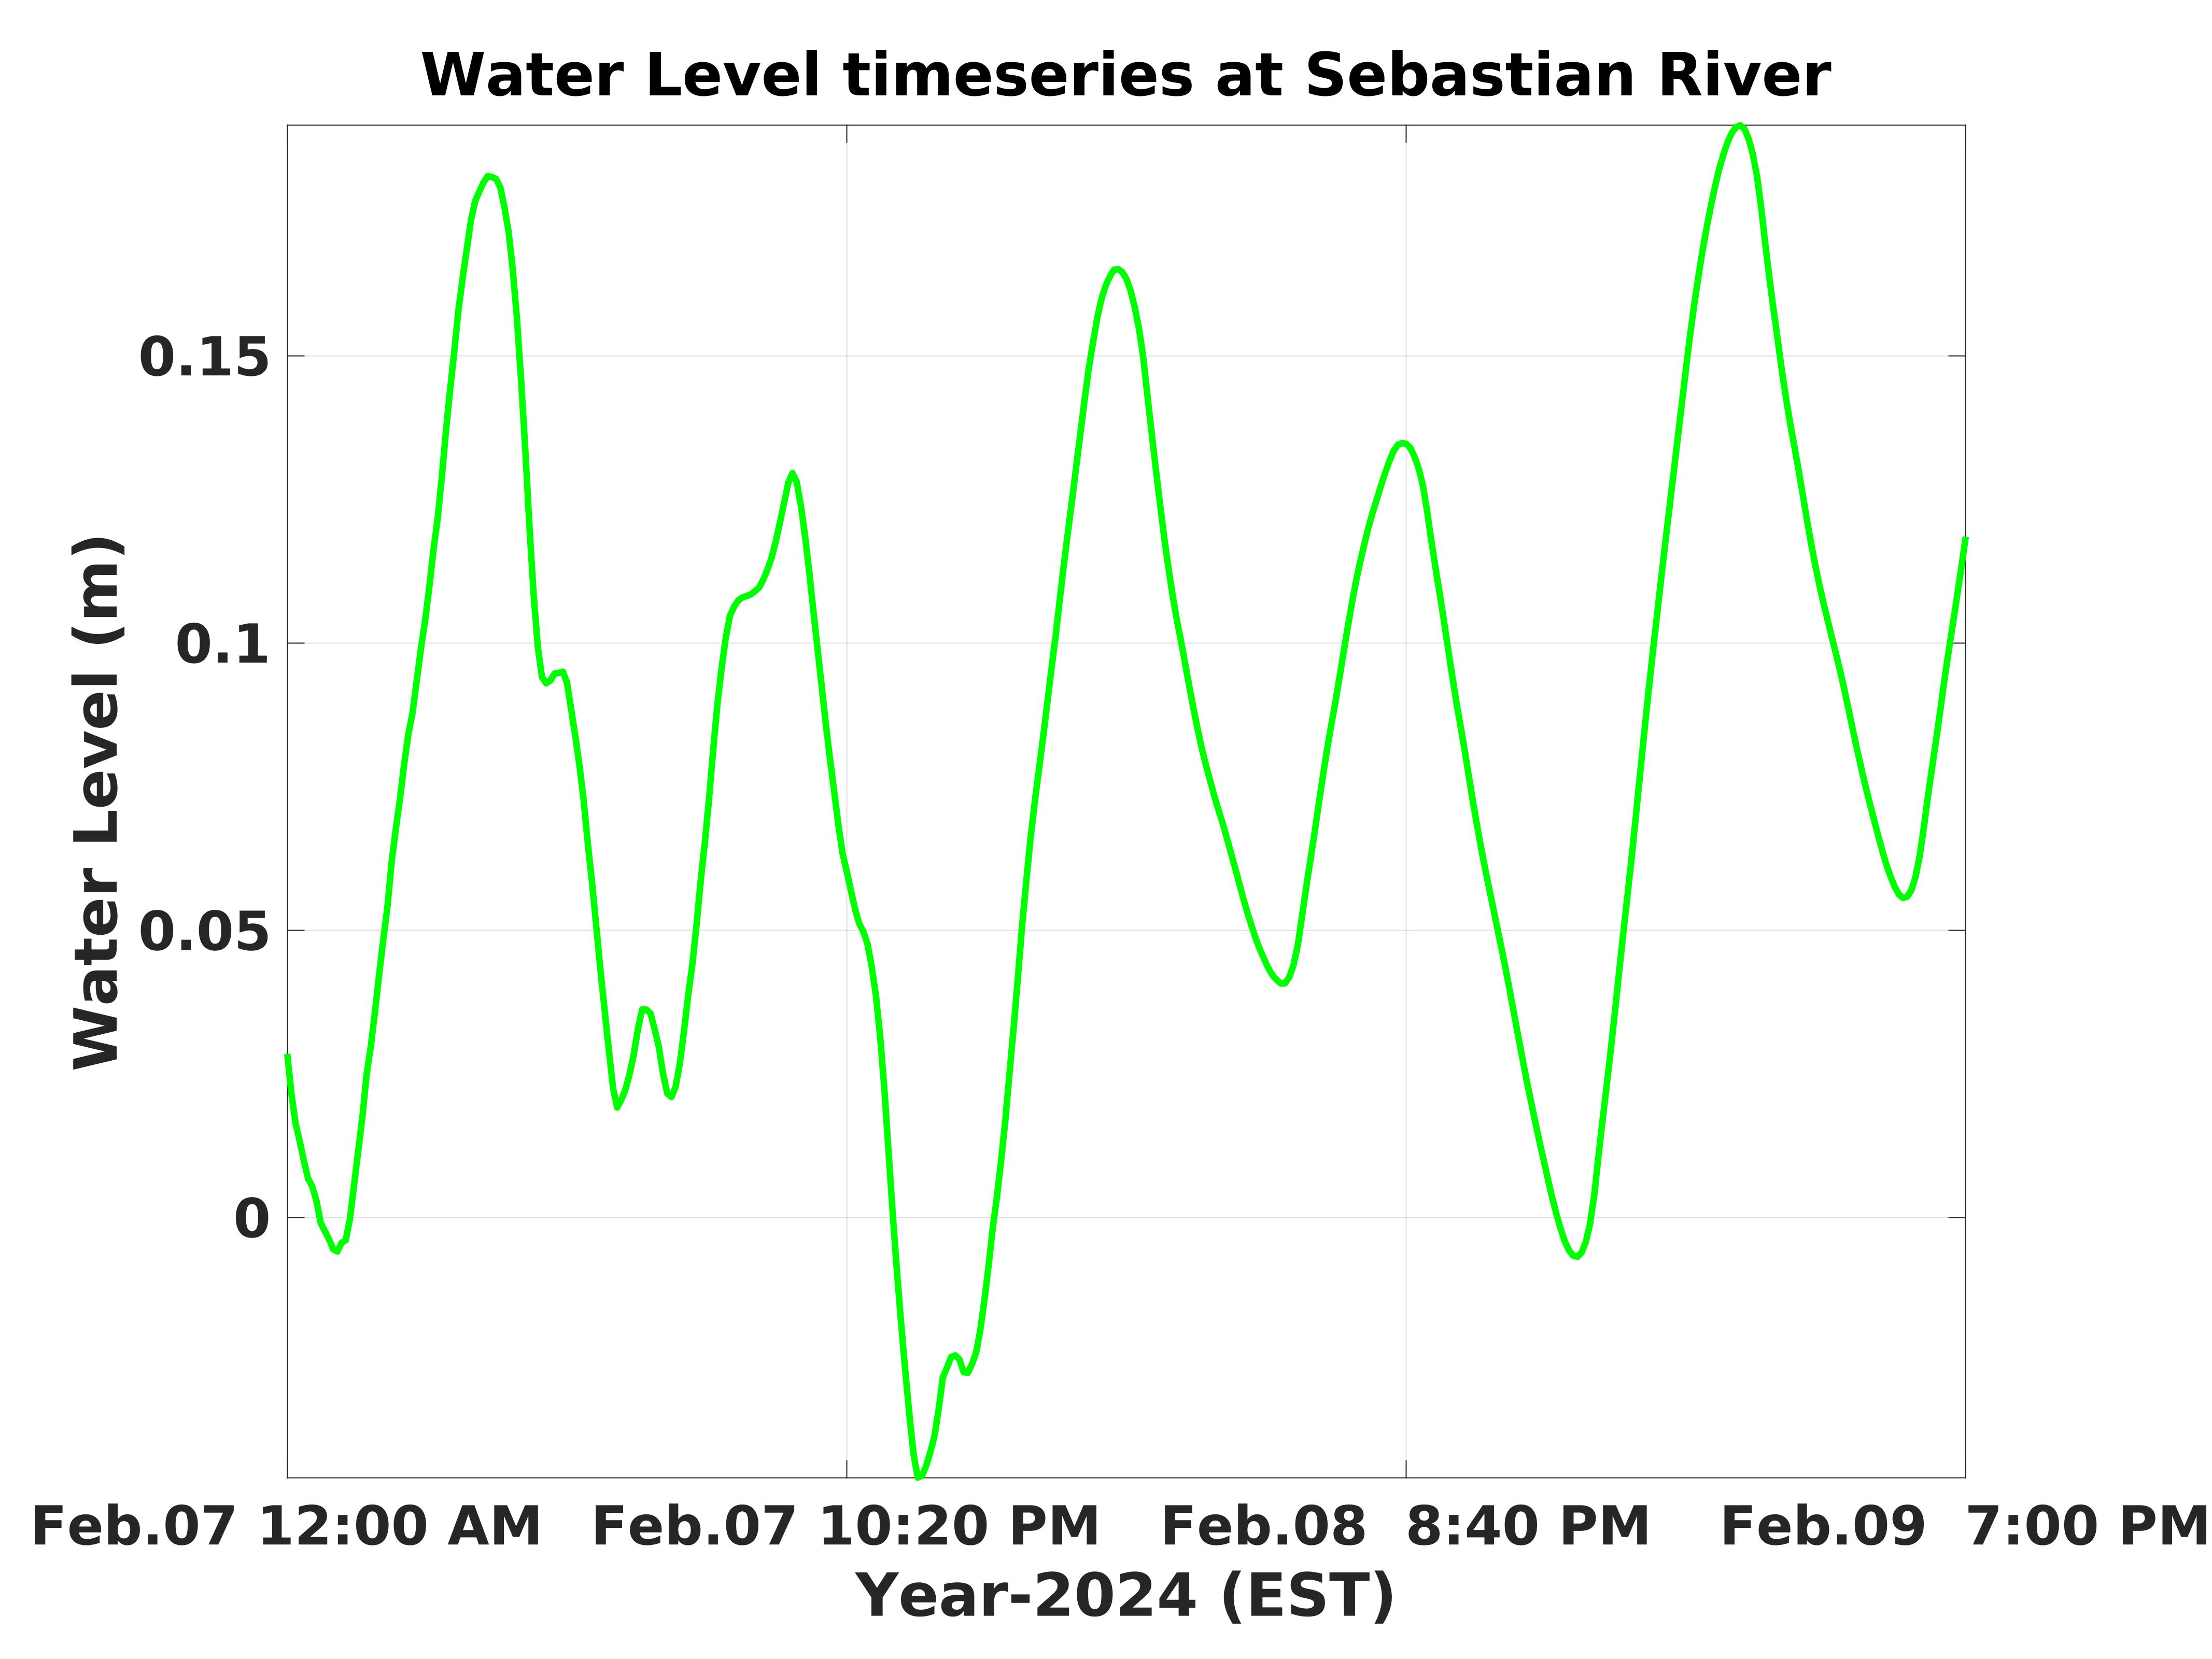 Water Level timeseries at Sebastian River
Water Level (m)
0.15
0.1
0.05
0
Feb.07 12:00 AM
Feb.07 10:20 PM
Feb.08 8:40 PM
Feb.09 7:00 PM
Year-2024 (EST)